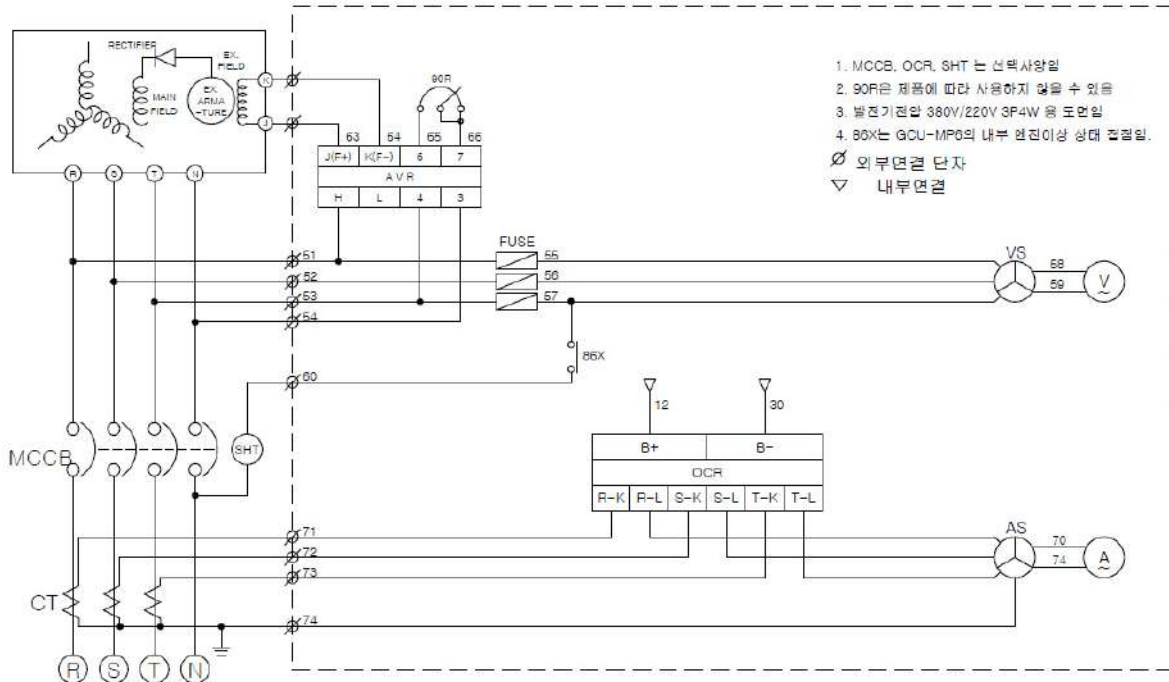 RECTIFIER
EX.
FIELD
MAIN
FIELD
EX.
ARMA
-TURE
K
J
R
S
T
N
90R
63
64
65
66
J(F+)
K(F-)
6
7
AVR
H
L
4
3
1. MCCB, OCR, SHT 는 선택사양임
2. 90R은 제품에 따라 사용하지 않을 수 있음
3. 발전기전압 380V/220V 3P4W 용 도면임
4. 86X는 GCU-MP6의 내부 엔진이상 상태 접점임.
외부연결 단자
내부연결
51
52
53
54
FUSE
55
56
57
VS
58
59
V
86X
60
12
30
B+
B-
OCR
R-K
R-L
S-K
S-L
T-K
T-L
MCCB
SHT
71
72
73
74
AS
70
74
A
CT
R
S
T
N